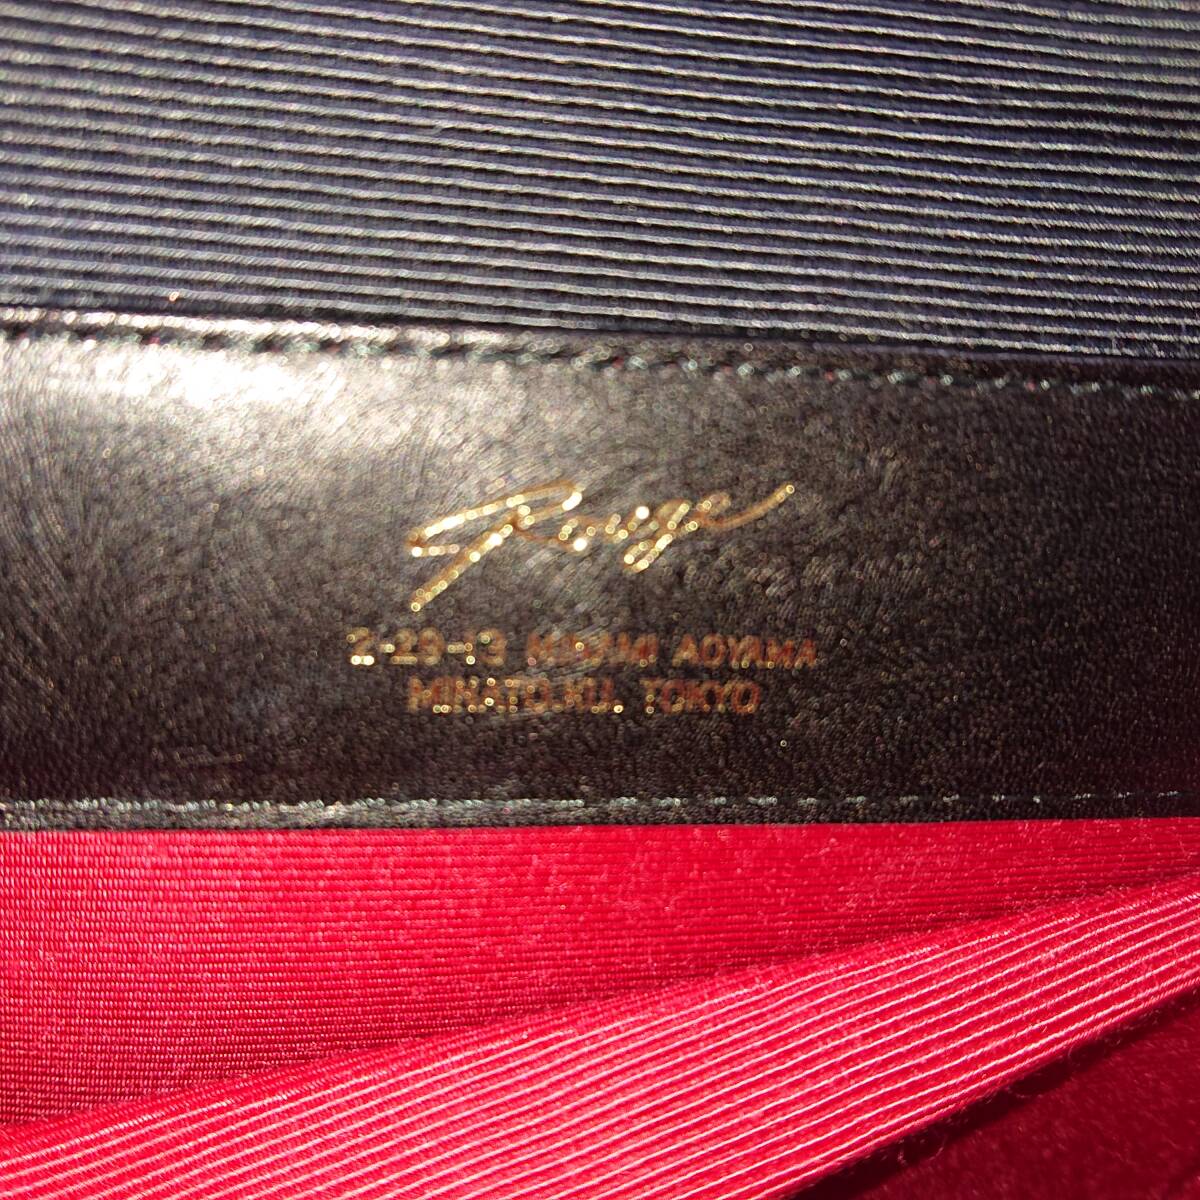 Rouge
2-29-13 MINAMI AOYAMA
MINATO-KU, TOKYO